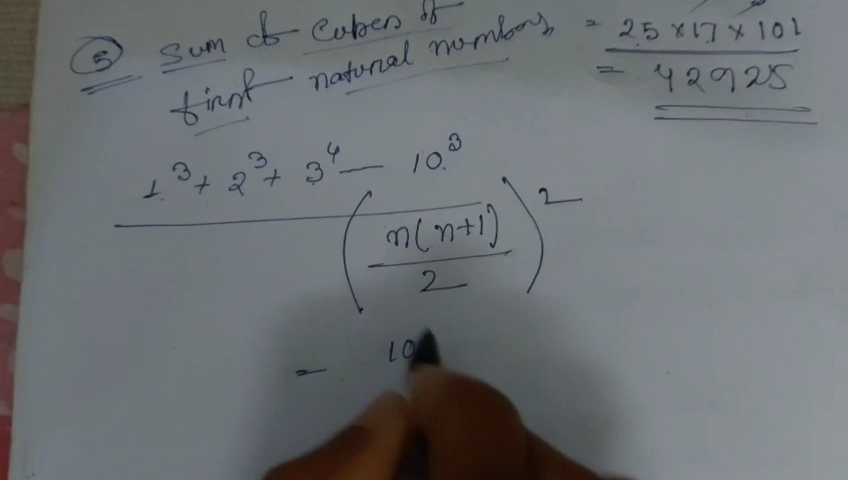 ⑤ Sum of cubes of
first natural numbers
= 25 × 17 × 101
= 42925
1³ + 2³ + 3⁴ — 10³
(n(n+1)/2)²
= 10